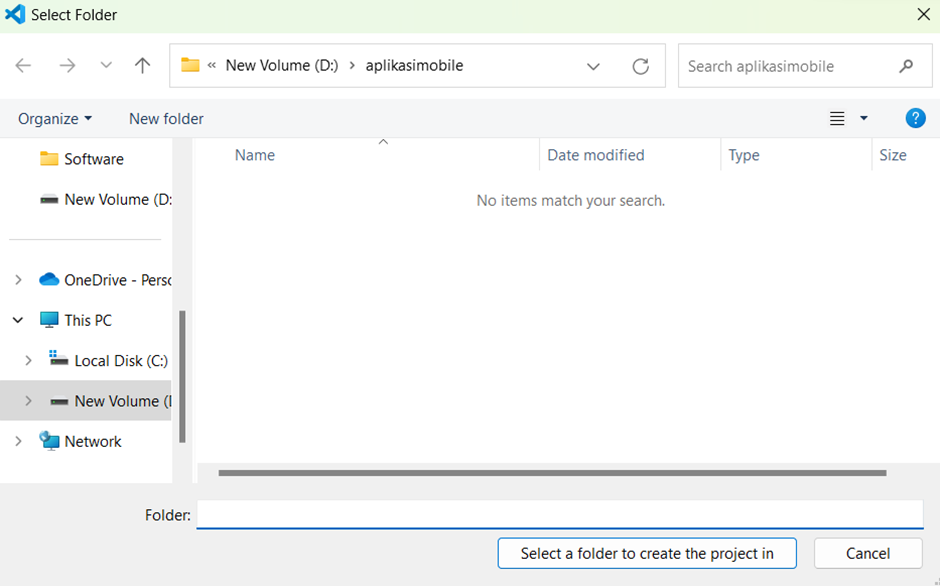 Select Folder
« New Volume (D:) > aplikasimobile
Search aplikasimobile
Organize
New folder
Software
New Volume (D:
OneDrive - Perso
This PC
Local Disk (C:)
New Volume (
Network
Name
Date modified
Type
Size
No items match your search.
Folder:
Select a folder to create the project in
Cancel